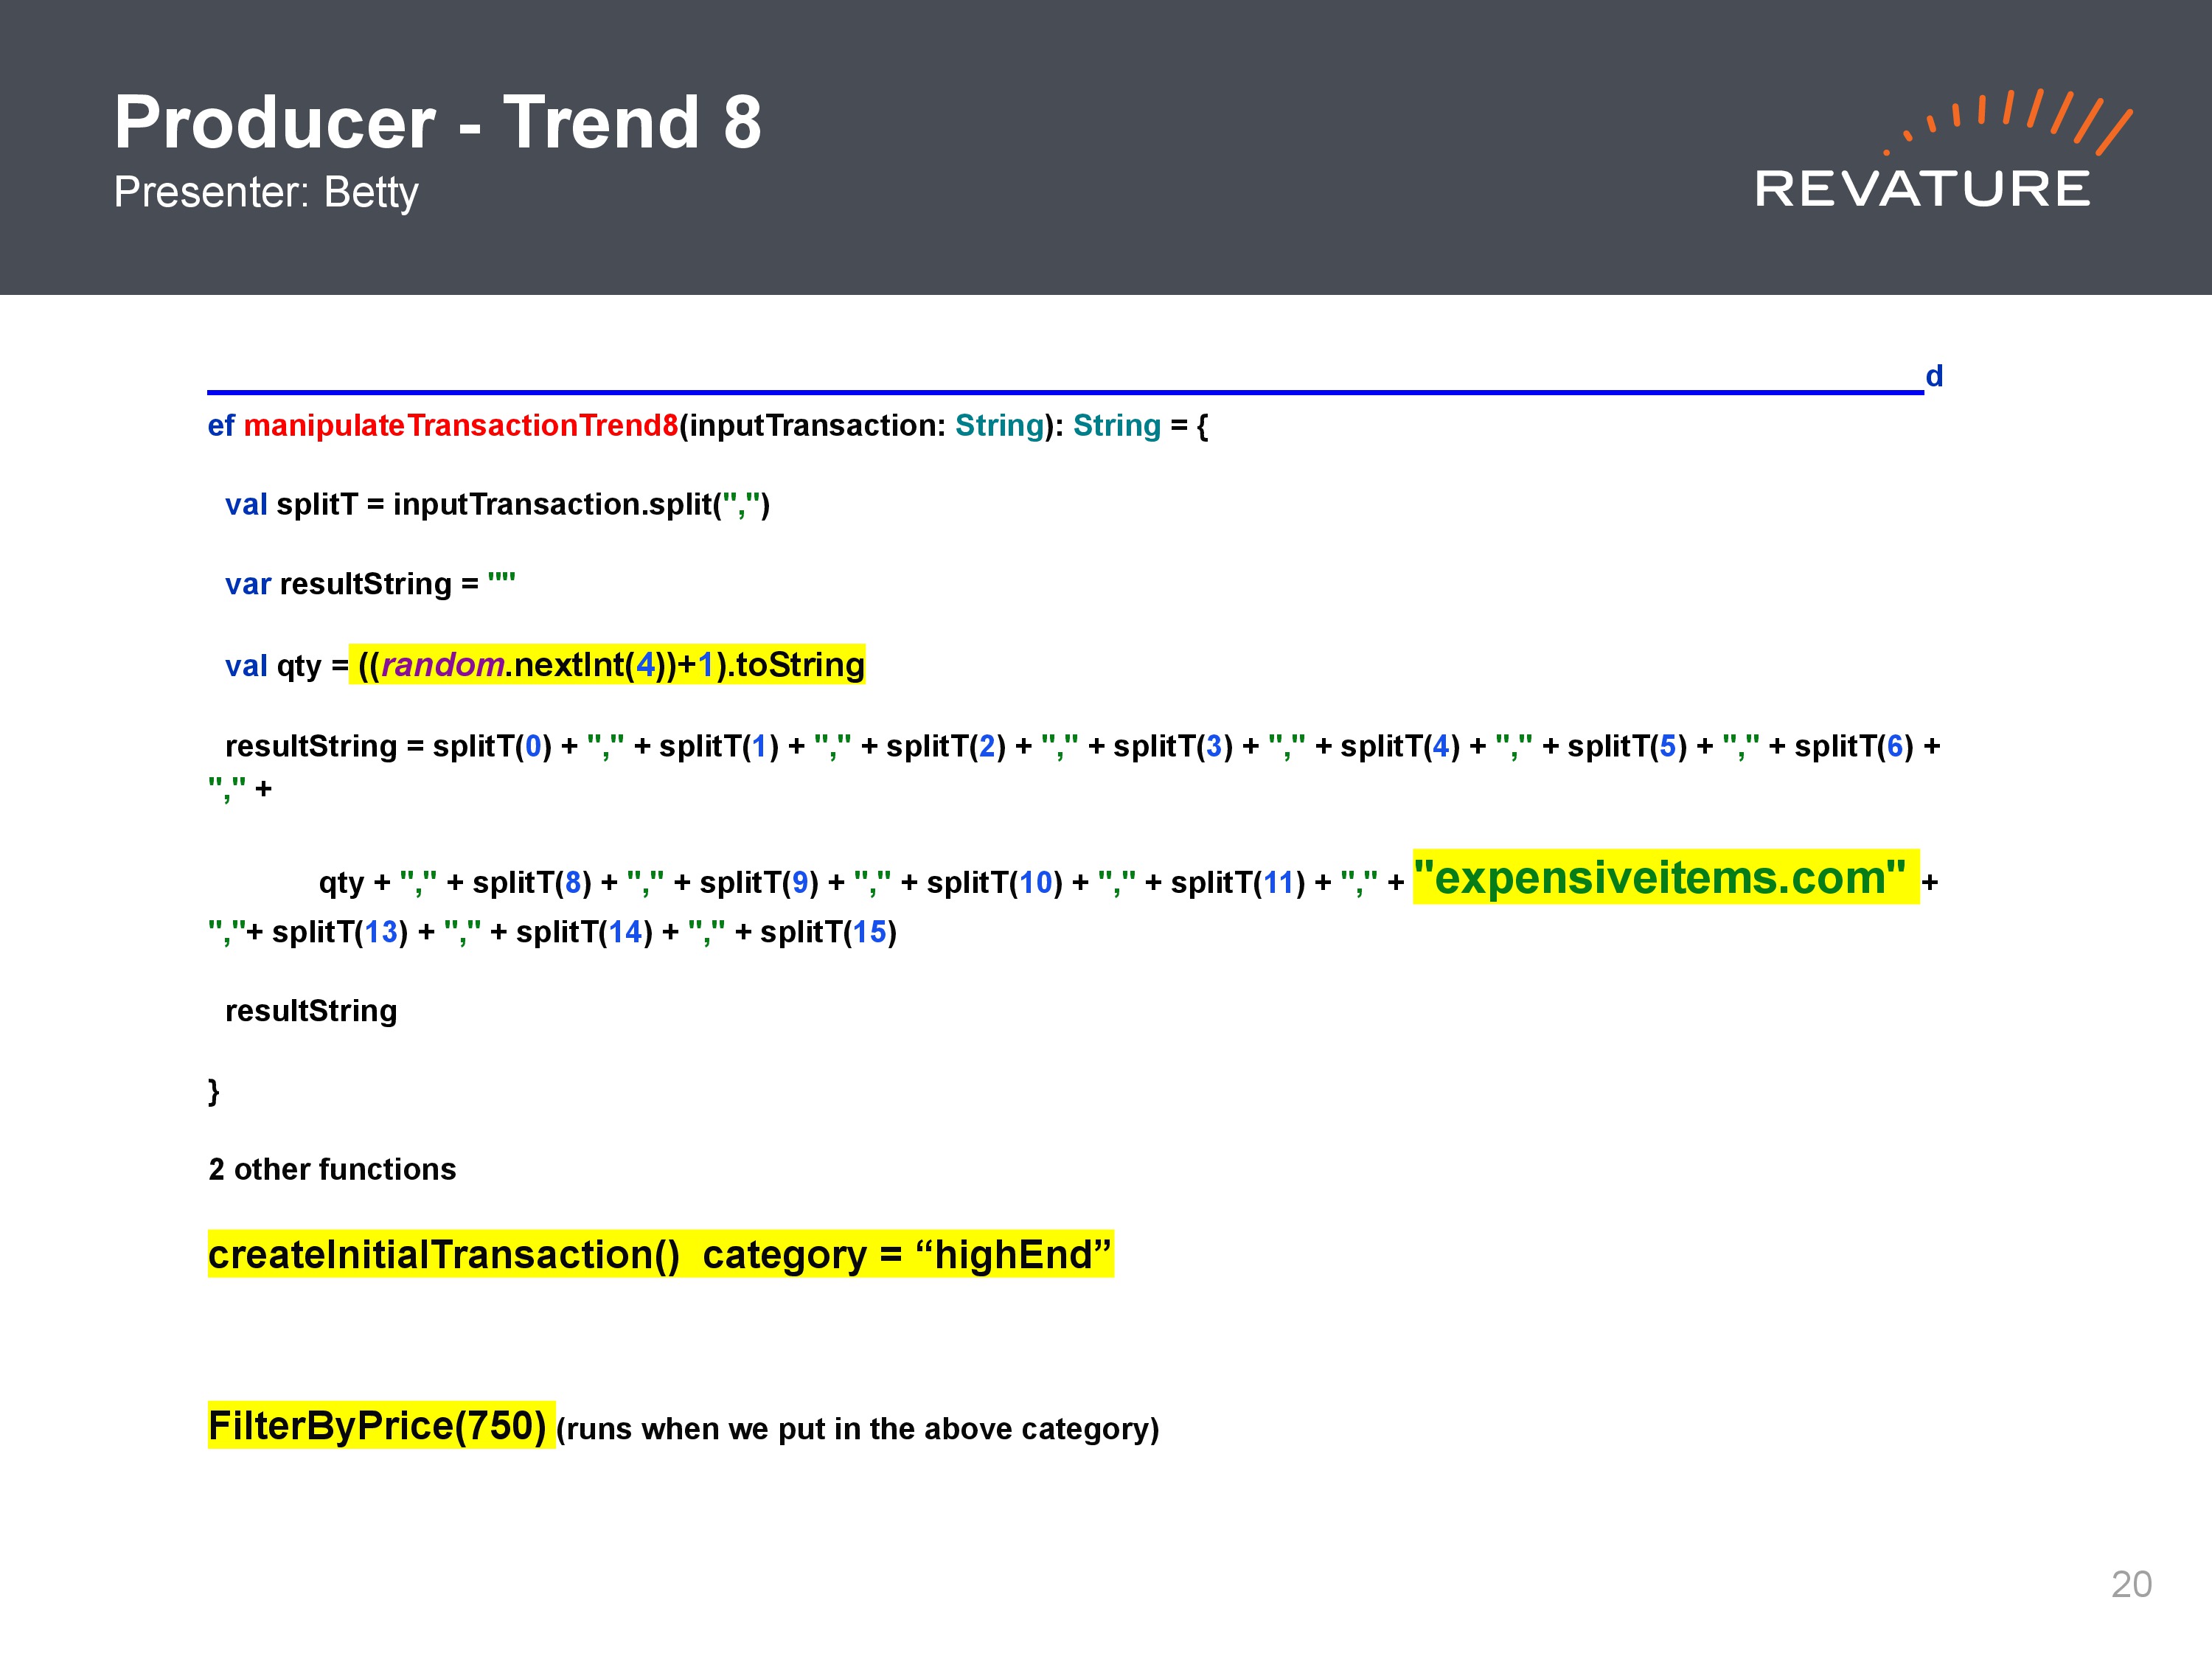 Producer - Trend 8
Presenter: Betty
REVATURE
d
ef manipulateTransactionTrend8(inputTransaction: String): String = {
val splitT = inputTransaction.split(",")
var resultString = ""
val qty = ((random.nextInt(4))+1).toString
resultString = splitT(0) + "," + splitT(1) + "," + splitT(2) + "," + splitT(3) + "," + splitT(4) + "," + splitT(5) + "," + splitT(6) +
"," +
qty + "," + splitT(8) + "," + splitT(9) + "," + splitT(10) + "," + splitT(11) + "," + "expensiveitems.com" +
","+ splitT(13) + "," + splitT(14) + "," + splitT(15)
resultString
}
2 other functions
createInitialTransaction()  category = “highEnd”
FilterByPrice(750) (runs when we put in the above category)
20